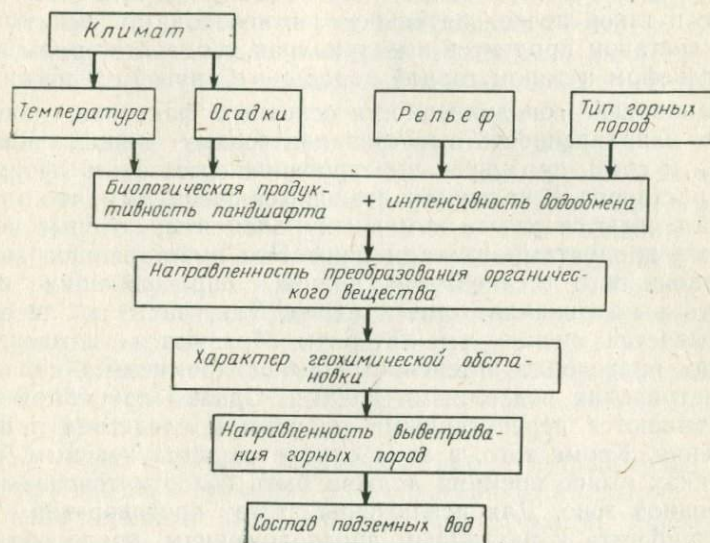 Климат
Температура
Осадки
Рельеф
Тип горных
пород
Биологическая продук-
тивность ландшафта
+ интенсивность водообмена
Направленность преобразования органичес-
кого вещества
Характер геохимической обста-
новки
Направленность выветрива-
ния горных пород
Состав подземных вод